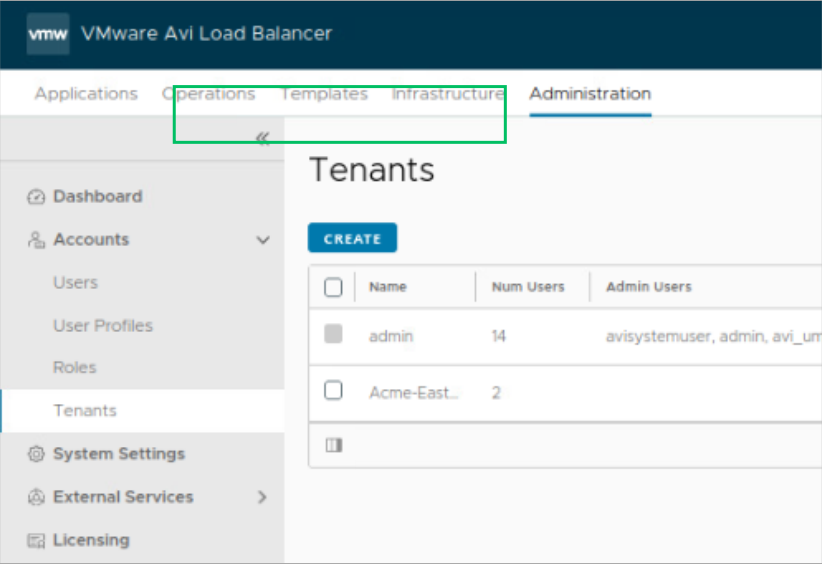 vmw VMware Avi Load Balancer
Applications Operations Templates Infrastructure Administration
Tenants
Dashboard
Accounts
Users
User Profiles
Roles
Tenants
System Settings
External Services
Licensing
CREATE
Name Num Users Admin Users
admin 14 avisystemuser, admin, avi_um
Acme-East... 2